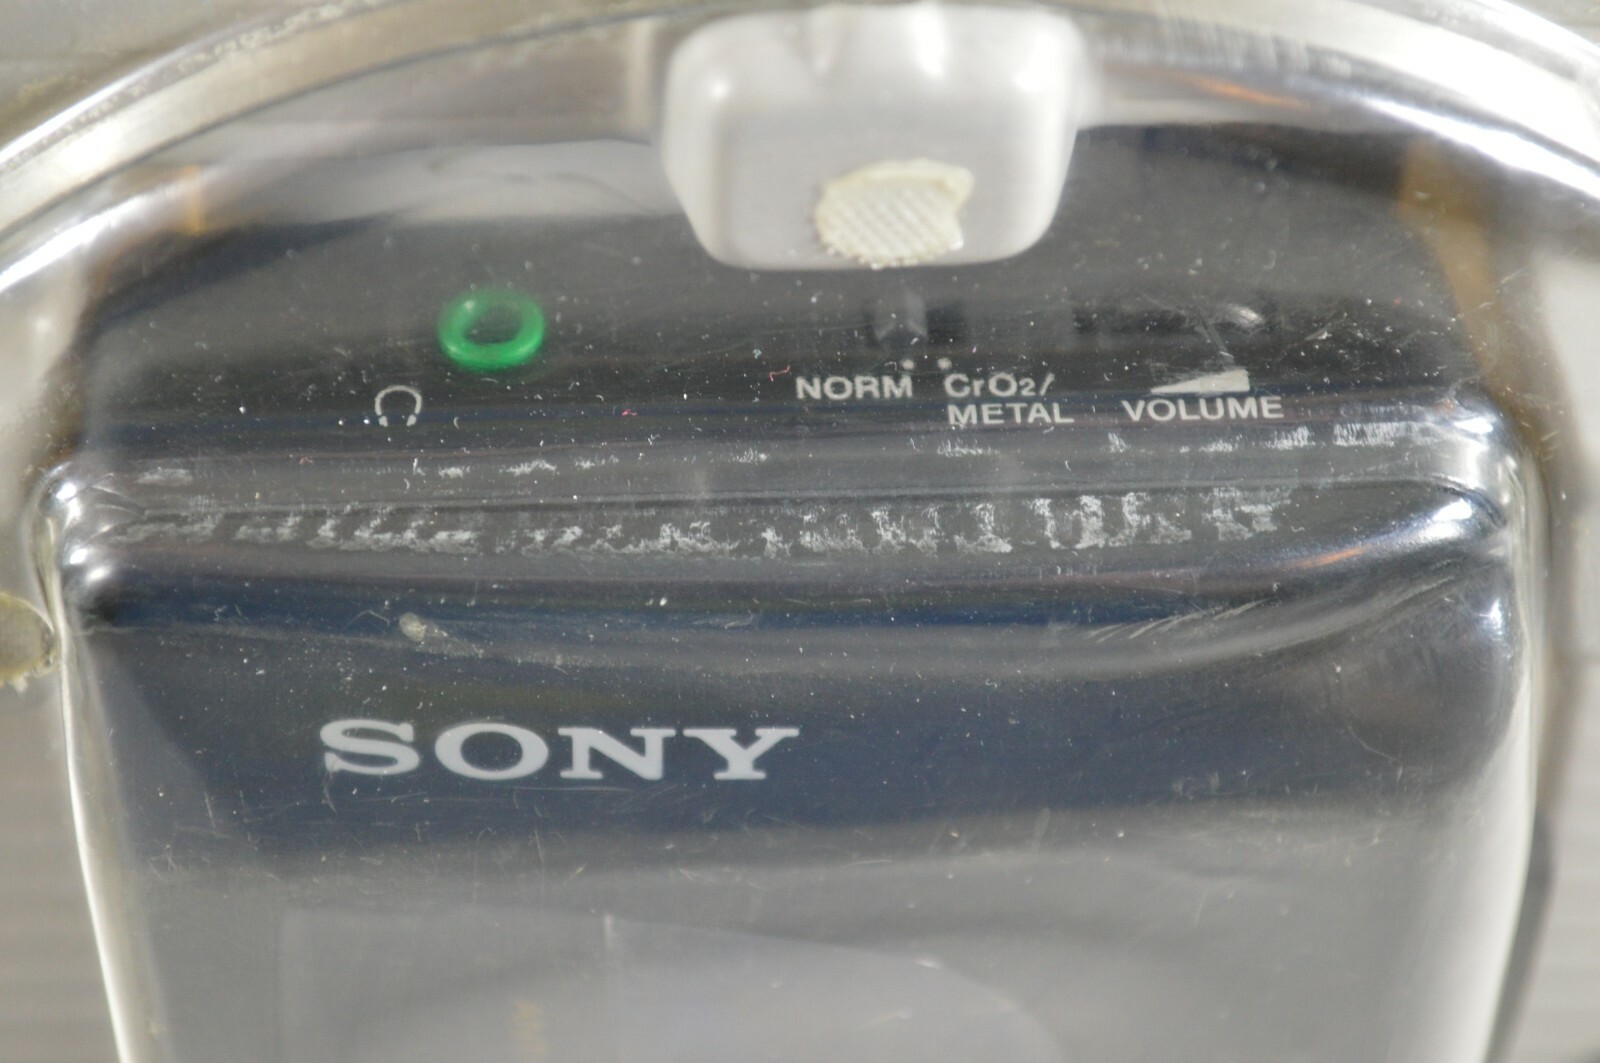 NORM CrO2/
METAL
VOLUME
SONY